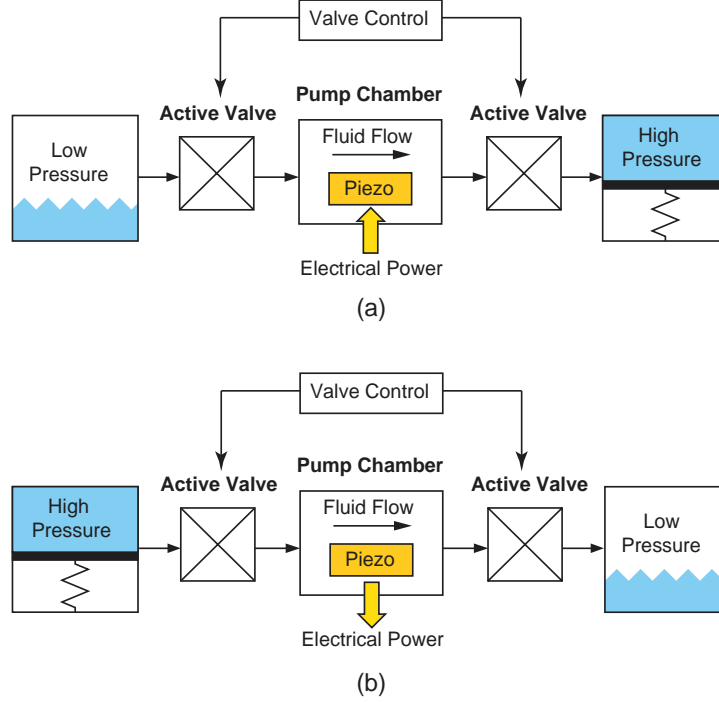 Valve Control
Pump Chamber
Active Valve
Active Valve
Low
Pressure
Fluid Flow
Piezo
High
Pressure
Electrical Power
(a)
Valve Control
Pump Chamber
Active Valve
Active Valve
High
Pressure
Fluid Flow
Piezo
Low
Pressure
Electrical Power
(b)